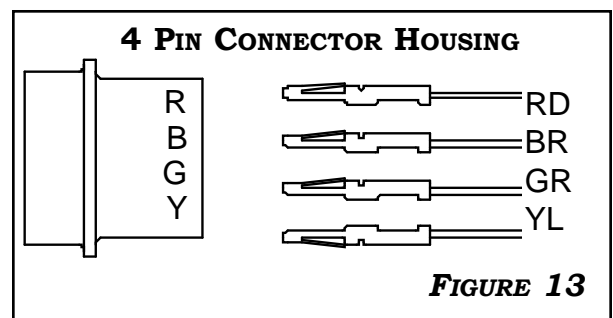 4 PIN CONNECTOR HOUSING
R
B
G
Y
RD
BR
GR
YL
FIGURE 13